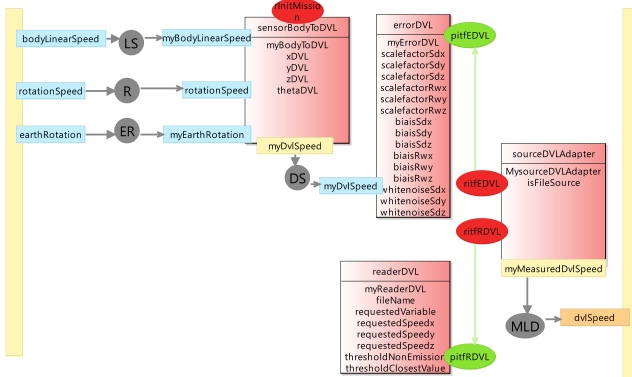 rInitMissio
n
sensorBodyToDVL
myBodyToDVL
xDVL
yDVL
zDVL
thetaDVL
bodyLinearSpeed
LS
myBodyLinearSpeed
rotationSpeed
R
rotationSpeed
earthRotation
ER
myEarthRotation
myDvlSpeed
DS
myDvlSpeed
errorDVL
myErrorDVL
scalefactorSdx
scalefactorSdy
scalefactorSdz
scalefactorRwx
scalefactorRwy
scalefactorRwz
biaisSdx
biaisSdy
biaisSdz
biaisRwx
biaisRwy
biaisRwz
whitenoiseSdx
whitenoiseSdy
whitenoiseSdz
pitfEDVL
ritfEDVL
ritfRDVL
sourceDVLAdapter
MysourceDVLAdapter
isFileSource
myMeasuredDvlSpeed
MLD
dvlSpeed
readerDVL
myReaderDVL
fileName
requestedVariable
requestedSpeedx
requestedSpeedy
requestedSpeedz
thresholdNonEmission
thresholdClosestValue
pitfRDVL